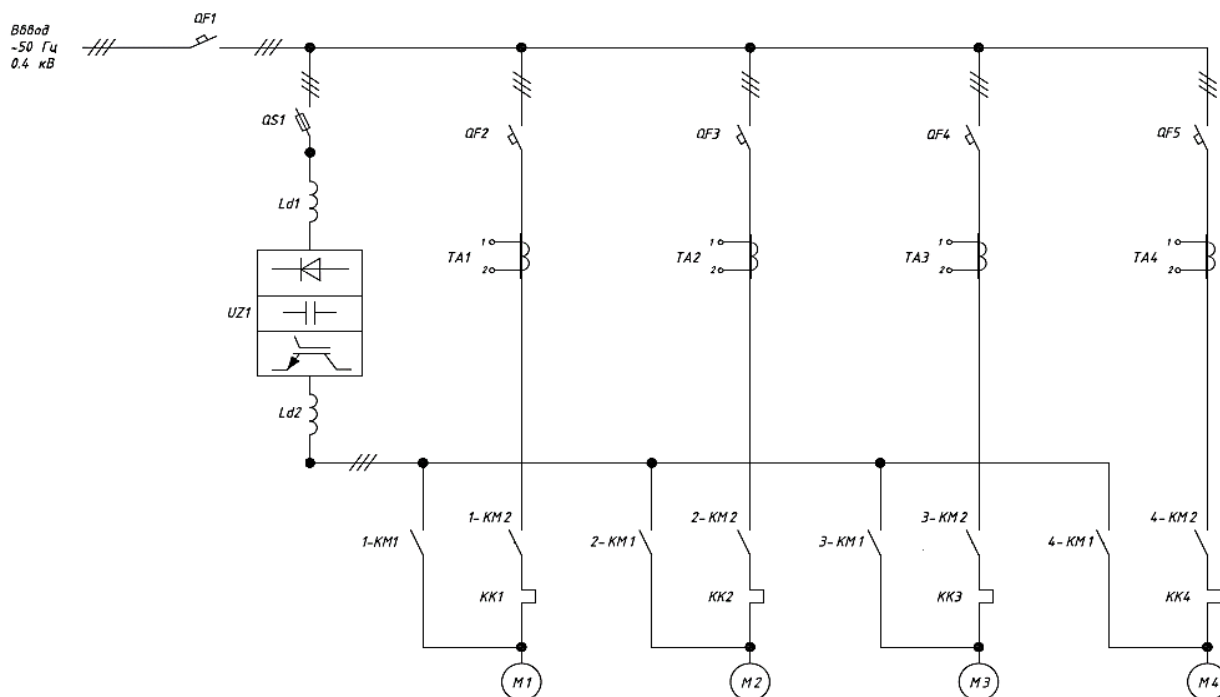 Вввод
~50 Гц
0.4 кВ
QF1
QS1
QF2
QF3
QF4
QF5
Ld1
TA1
1
2
TA2
1
2
TA3
1
2
TA4
1
2
UZ1
Ld2
1-KM1
1-KM2
2-KM1
2-KM2
3-KM1
3-KM2
4-KM1
4-KM2
KK1
KK2
KK3
KK4
M1
M2
M3
M4